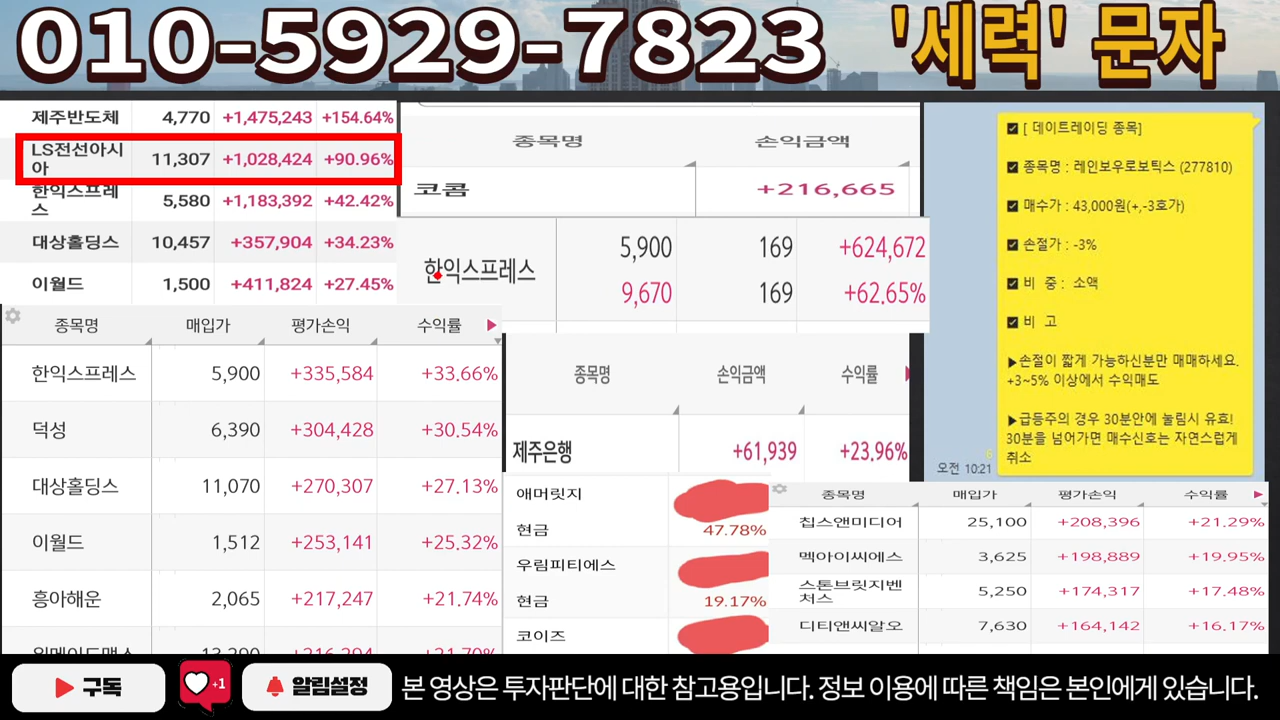 010-5929-7823 '세력' 문자
제주반도체 4,770 +1,475,243 +154.64%
LS전선아시아 11,307 +1,028,424 +90.96%
한익스프레스 5,580 +1,183,392 +42.42%
대상홀딩스 10,457 +357,904 +34.23%
이월드 1,500 +411,824 +27.45%
종목명 손익금액
코콤 +216,665
한익스프레스 5,900 169 +624,672
9,670 169 +62,65%
[ 데이트레이딩 종목]
종목명 : 레인보우로보틱스 (277810)
매수가 : 43,000원(+,-3호가)
손절가 : -3%
비 중 : 소액
비 고
▶손절이 짧게 가능하신분만 매매하세요.
+3~5% 이상에서 수익매도
▶급등주의 경우 30분안에 눌림시 유효!
30분을 넘어가면 매수신호는 자연스럽게
취소
6
오전 10:21
종목명 매입가 평가손익 수익률
한익스프레스 5,900 +335,584 +33.66%
덕성 6,390 +304,428 +30.54%
대상홀딩스 11,070 +270,307 +27.13%
이월드 1,512 +253,141 +25.32%
흥아해운 2,065 +217,247 +21.74%
종목명 손익금액 수익률
제주은행 +61,939 +23,96%
애머릿지
현금 47.78%
우림피티에스
현금 19.17%
코이즈
종목명 매입가 평가손익 수익률
칩스앤미디어 25,100 +208,396 +21.29%
멕아이씨에스 3,625 +198,889 +19.95%
스톤브릿지벤처스 5,250 +174,317 +17.48%
디티앤씨알오 7,630 +164,142 +16.17%
구독 +1 알림설정 본 영상은 투자판단에 대한 참고용입니다. 정보 이용에 따른 책임은 본인에게 있습니다.